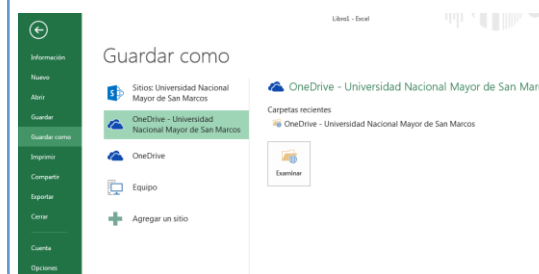 Libro1 - Excel
Información
Nuevo
Abrir
Guardar
Guardar como
Imprimir
Compartir
Exportar
Cerrar
Cuenta
Opciones
Guardar como
Sitios: Universidad Nacional
Mayor de San Marcos
OneDrive - Universidad
Nacional Mayor de San Marcos
OneDrive
Equipo
Agregar un sitio
OneDrive - Universidad Nacional Mayor de San Mar
Carpetas recientes
OneDrive - Universidad Nacional Mayor de San Marcos
Examinar